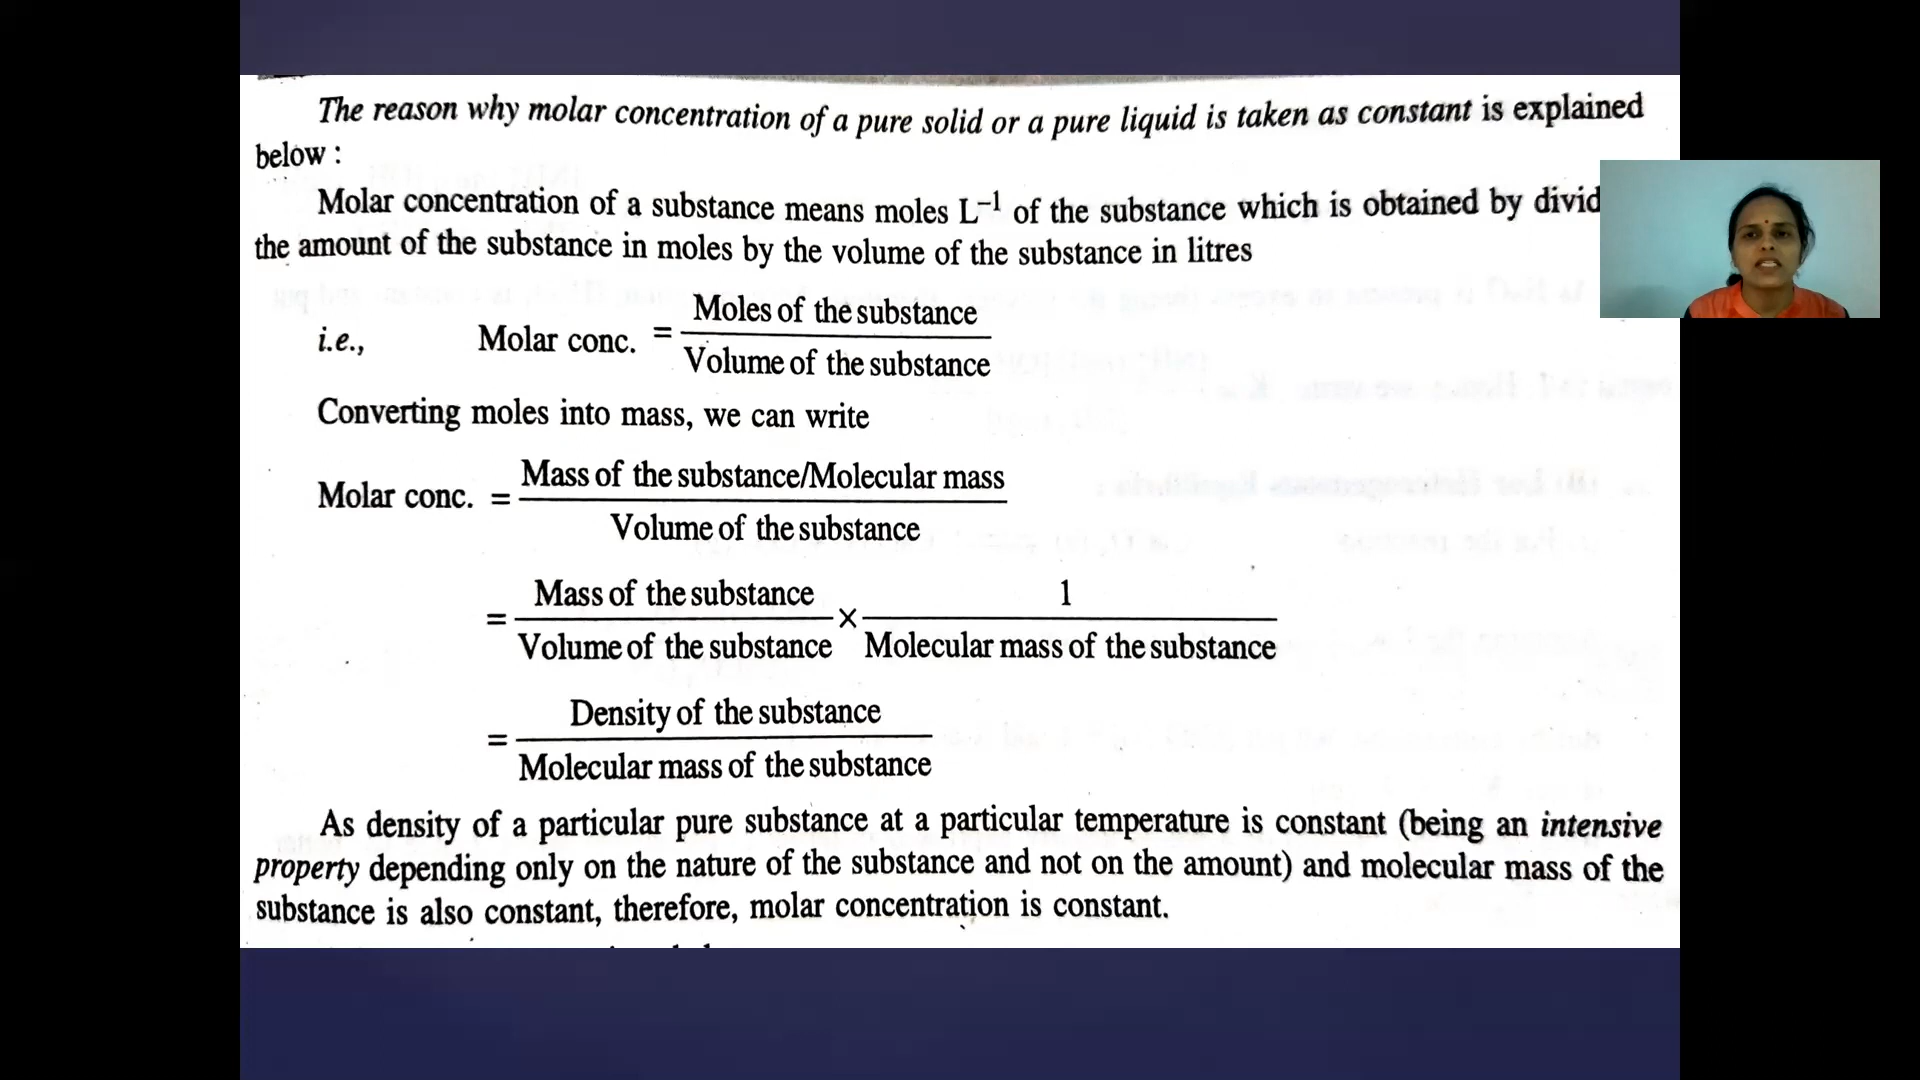 The reason why molar concentration of a pure solid or a pure liquid is taken as constant is explained
below :
Molar concentration of a substance means moles L⁻¹ of the substance which is obtained by divid
the amount of the substance in moles by the volume of the substance in litres
i.e., Molar conc. = Moles of the substance
Volume of the substance
Converting moles into mass, we can write
Molar conc. = Mass of the substance/Molecular mass
Volume of the substance
= Mass of the substance × 1
Volume of the substance Molecular mass of the substance
= Density of the substance
Molecular mass of the substance
As density of a particular pure substance at a particular temperature is constant (being an intensive
property depending only on the nature of the substance and not on the amount) and molecular mass of the
substance is also constant, therefore, molar concentration is constant.